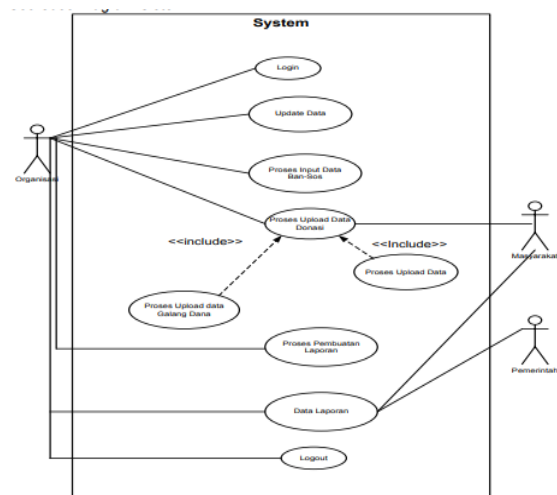 System
Login
Update Data
Organisasi
Proses Input Data
Ban-Sos
Proses Upload Data
Donasi
<<include>>
<<Include>>
Masyarakat
Proses Upload Data
Proses Upload data
Galang Dana
Proses Pembuatan
Laporan
Pemerintah
Data Laporan
Logout